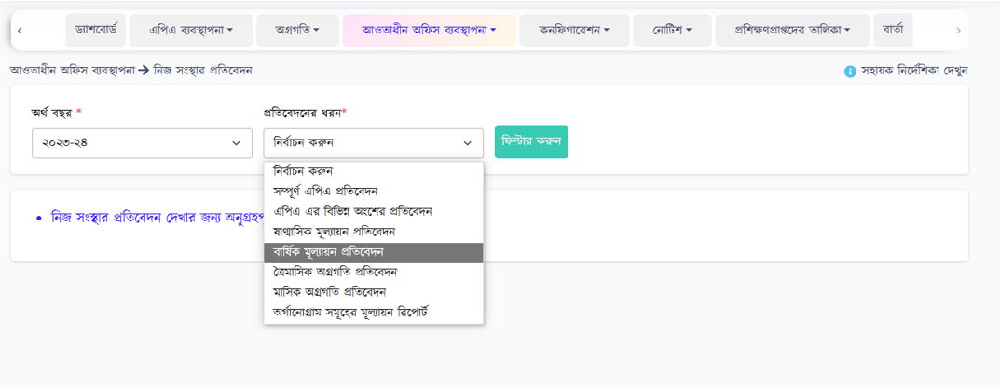 ড্যাশবোর্ড এপিএ ব্যবস্থাপনা অগ্রগতি আওতাধীন অফিস ব্যবস্থাপনা কনফিগারেশন নোটিশ প্রশিক্ষণপ্রাপ্তদের তালিকা বার্তা
আওতাধীন অফিস ব্যবস্থাপনা → নিজ সংস্থার প্রতিবেদন সহায়ক নির্দেশিকা দেখুন
অর্থ বছর * প্রতিবেদনের ধরন*
২০২৩-২৪ নির্বাচন করুন ফিল্টার করুন
নির্বাচন করুন
সম্পূর্ণ এপিএ প্রতিবেদন
এপিএ এর বিভিন্ন অংশের প্রতিবেদন
নিজ সংস্থার প্রতিবেদন দেখার জন্য
ষাণ্মাসিক মূল্যায়ন প্রতিবেদন
বার্ষিক মূল্যায়ন প্রতিবেদন
ত্রৈমাসিক অগ্রগতি প্রতিবেদন
মাসিক অগ্রগতি প্রতিবেদন
অর্গানোগ্রাম সমূহের মূল্যায়ন রিপোর্ট